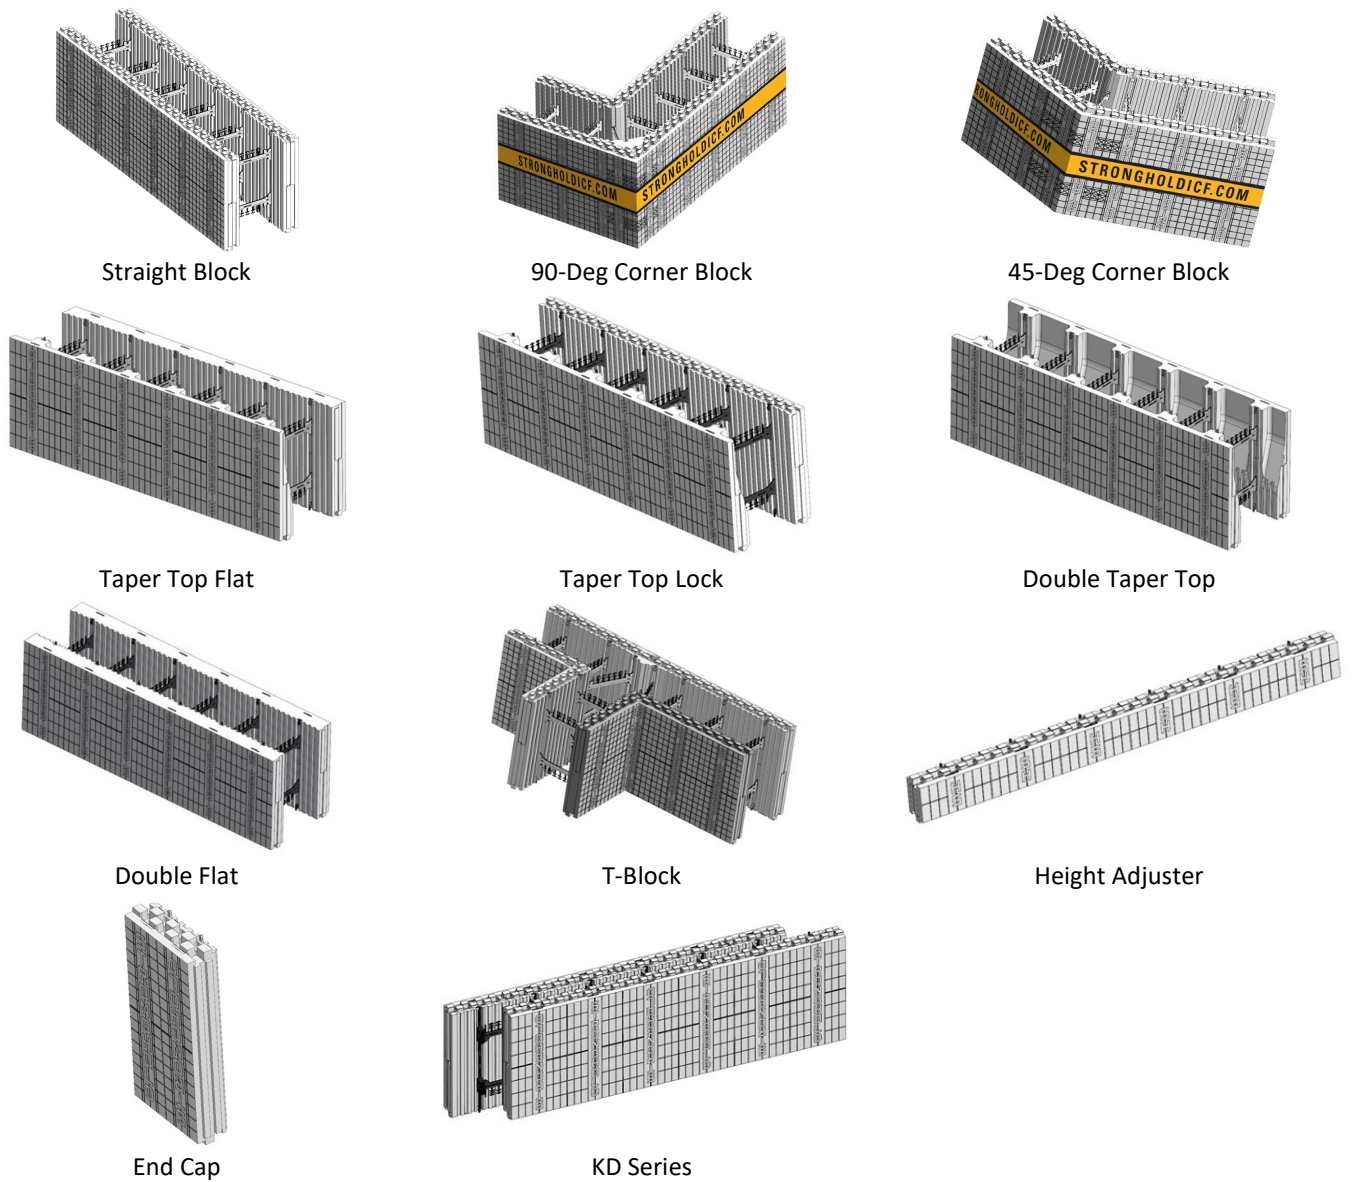 STRONGHOLDICF.COM STRONGHOLDICF.COM
RONGHOLDICF.COM STRONGHOLDICF.COM
Straight Block
90-Deg Corner Block
45-Deg Corner Block
Taper Top Flat
Taper Top Lock
Double Taper Top
Double Flat
T-Block
Height Adjuster
End Cap
KD Series